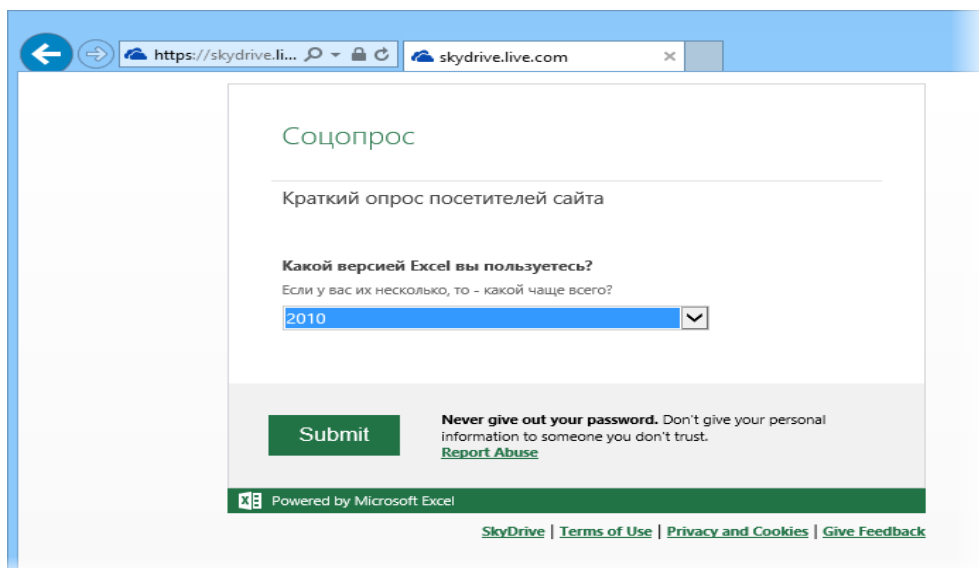 https://skydrive.li...
skydrive.live.com
Соцопрос
Краткий опрос посетителей сайта
Какой версией Excel вы пользуетесь?
Если у вас их несколько, то - какой чаще всего?
2010
Submit
Never give out your password. Don't give your personal
information to someone you don't trust.
Report Abuse
Powered by Microsoft Excel
SkyDrive | Terms of Use | Privacy and Cookies | Give Feedback